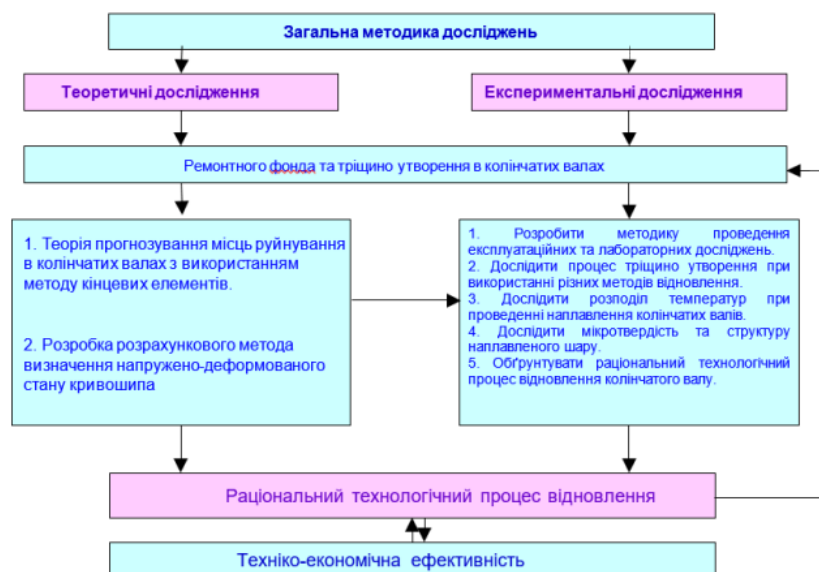 Загальна методика досліджень
Теоретичні дослідження
Експериментальні дослідження
Ремонтного фонда та тріщино утворення в колінчатих валах
1. Теорія прогнозування місць руйнування
в колінчатих валах з використанням
методу кінцевих елементів.
2. Розробка розрахункового метода
визначення напружено-деформованого
стану кривошипа
1. Розробити методику проведення
експлуатаційних та лабораторних досліджень.
2. Дослідити процес тріщино утворення при
використанні різних методів відновлення.
3. Дослідити розподіл температур при
проведенні наплавлення колінчатих валів.
4. Дослідити мікротвердість та структуру
наплавленого шару.
5. Обґрунтувати раціональний технологічний
процес відновлення колінчатого валу.
Раціональний технологічний процес відновлення
Техніко-економічна ефективність